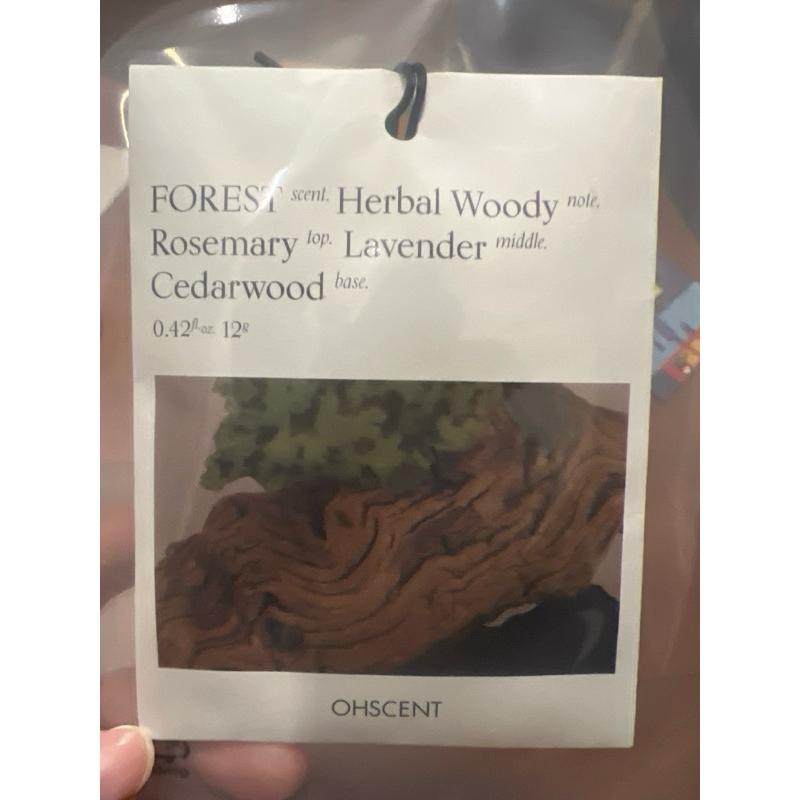 FOREST scent. Herbal Woody note.
Rosemary top. Lavender middle.
Cedarwood base.
0.42fl.oz. 12g
OHSCENT